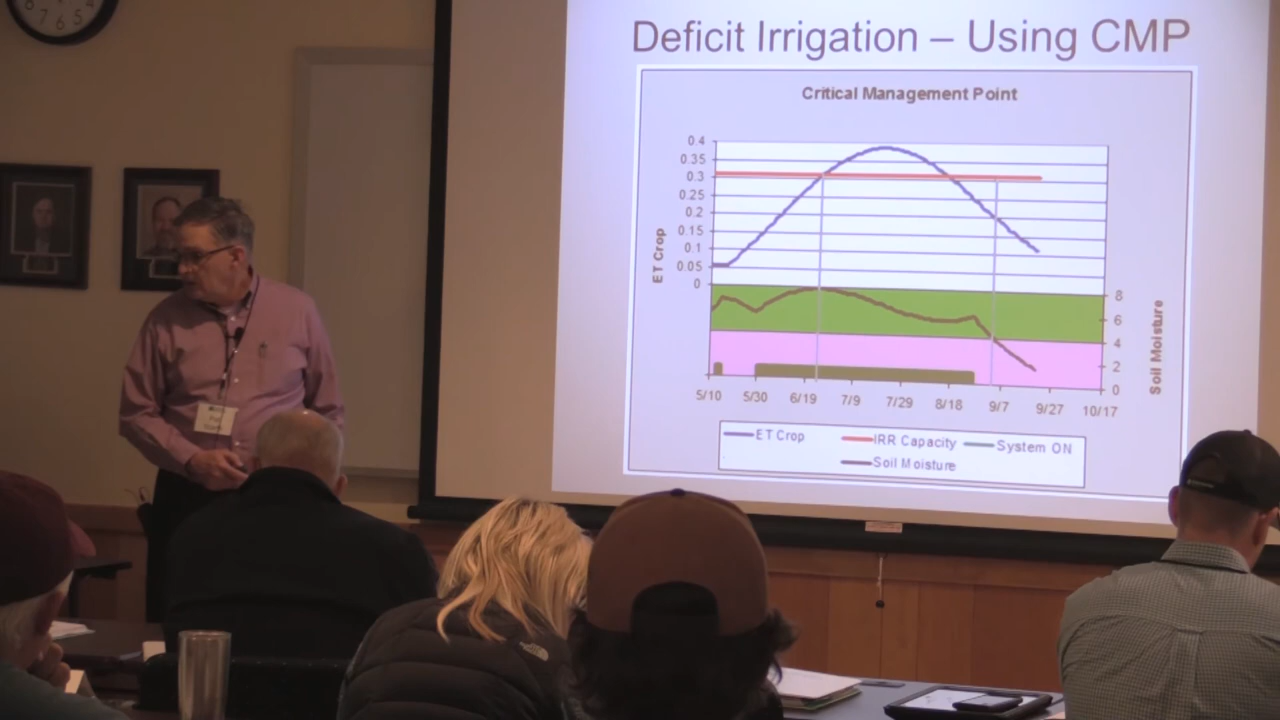 Deficit Irrigation – Using CMP
Critical Management Point
0.4
0.35
0.3
0.25
0.2
0.15
0.1
0.05
0
ET Crop
8
6
4
2
0
Soil Moisture
5/10 5/30 6/19 7/9 7/29 8/18 9/7 9/27 10/17
ET Crop IRR Capacity System ON
Soil Moisture
7 6 5